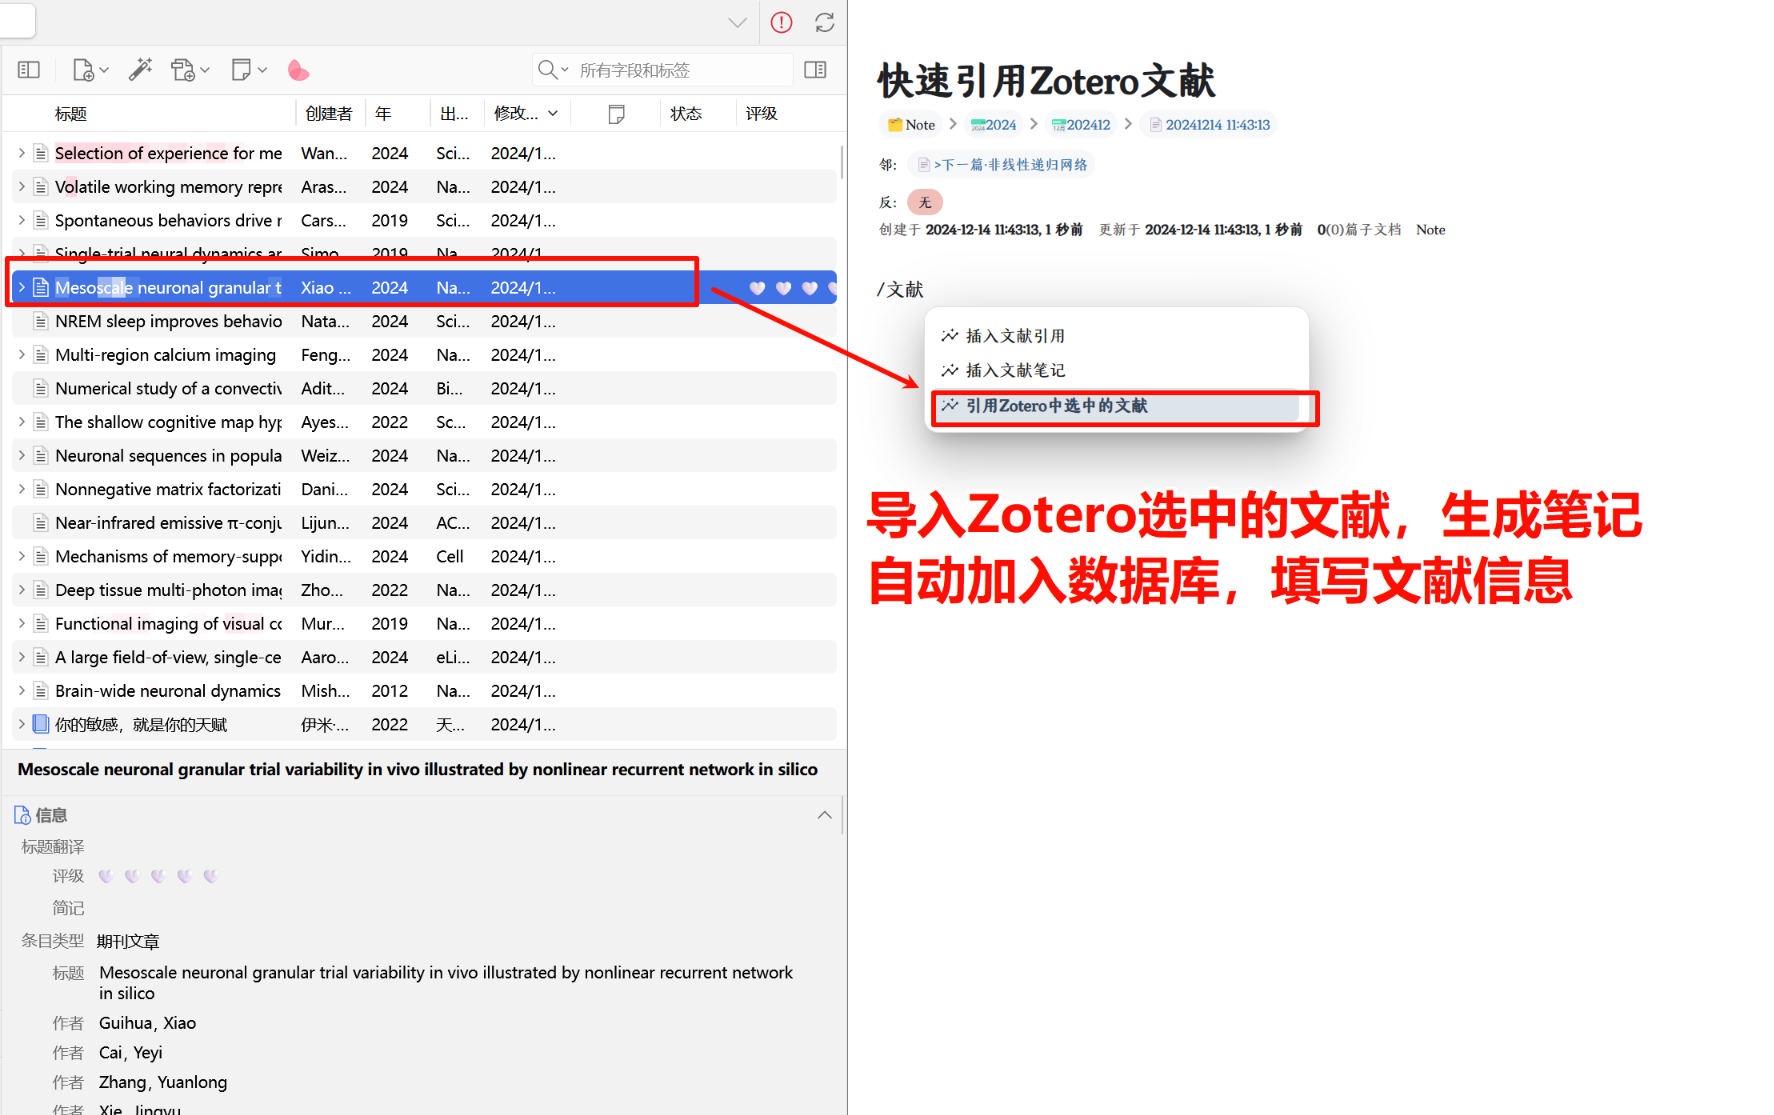 所有字段和标签
标题 创建者 年 出... 修改... 状态 评级
Selection of experience for me Wan... 2024 Sci... 2024/1...
Volatile working memory repre Aras... 2024 Na... 2024/1...
Spontaneous behaviors drive r Cars... 2019 Sci... 2024/1...
Single-trial neural dynamics ar Simo... 2019 Na... 2024/1...
Mesoscale neuronal granular t Xiao ... 2024 Na... 2024/1...
NREM sleep improves behavio Nata... 2024 Sci... 2024/1...
Multi-region calcium imaging Feng... 2024 Na... 2024/1...
Numerical study of a convectiv Adit... 2024 Bi... 2024/1...
The shallow cognitive map hyp Ayes... 2022 Sc... 2024/1...
Neuronal sequences in popula Weiz... 2024 Na... 2024/1...
Nonnegative matrix factorizati Dani... 2024 Sci... 2024/1...
Near-infrared emissive π-conju Lijun... 2024 AC... 2024/1...
Mechanisms of memory-suppo Yidin... 2024 Cell 2024/1...
Deep tissue multi-photon imag Zho... 2022 Na... 2024/1...
Functional imaging of visual co Mur... 2019 Na... 2024/1...
A large field-of-view, single-ce Aaro... 2024 eLi... 2024/1...
Brain-wide neuronal dynamics Mish... 2012 Na... 2024/1...
你的敏感，就是你的天赋 伊米·... 2022 天... 2024/1...
Mesoscale neuronal granular trial variability in vivo illustrated by nonlinear recurrent network in silico
信息
标题翻译
评级
简记
条目类型 期刊文章
标题 Mesoscale neuronal granular trial variability in vivo illustrated by nonlinear recurrent network
in silico
作者 Guihua, Xiao
作者 Cai, Yeyi
作者 Zhang, Yuanlong
作者 Xie, Jingyu
快速引用Zotero文献
Note > 2024 > 202412 > 20241214 11:43:13
邻: >下一篇·非线性递归网络
反: 无
创建于 2024-12-14 11:43:13, 1 秒前 更新于 2024-12-14 11:43:13, 1 秒前 0(0)篇子文档 Note
/文献
插入文献引用
插入文献笔记
引用Zotero中选中的文献
导入Zotero选中的文献，生成笔记
自动加入数据库，填写文献信息